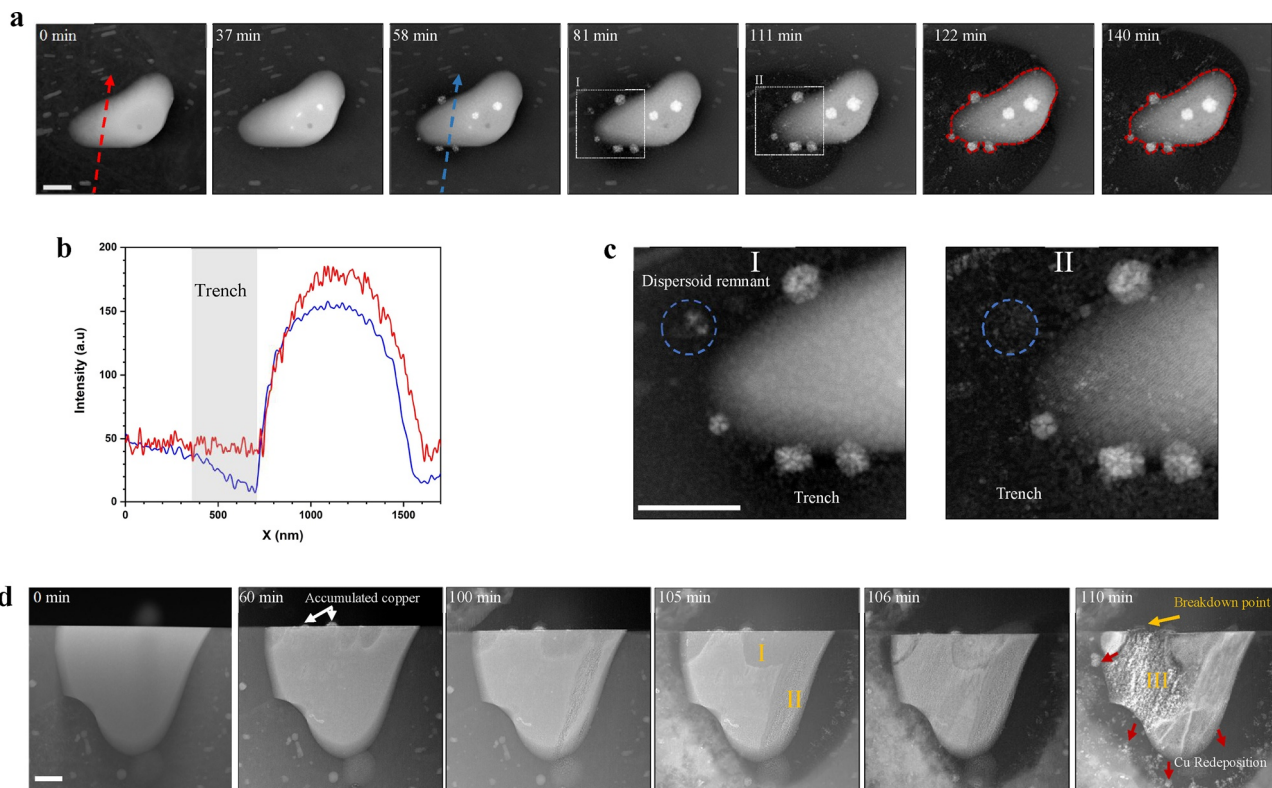 a
0 min
37 min
58 min
81 min
111 min
122 min
140 min
I
II
b
200
150
100
50
0
Intensity (a.u)
Trench
0
500
1000
1500
X (nm)
c
I
Dispersoid remnant
Trench
II
Trench
d
0 min
60 min
Accumulated copper
100 min
105 min
I
II
106 min
110 min
Breakdown point
III
Cu Redeposition